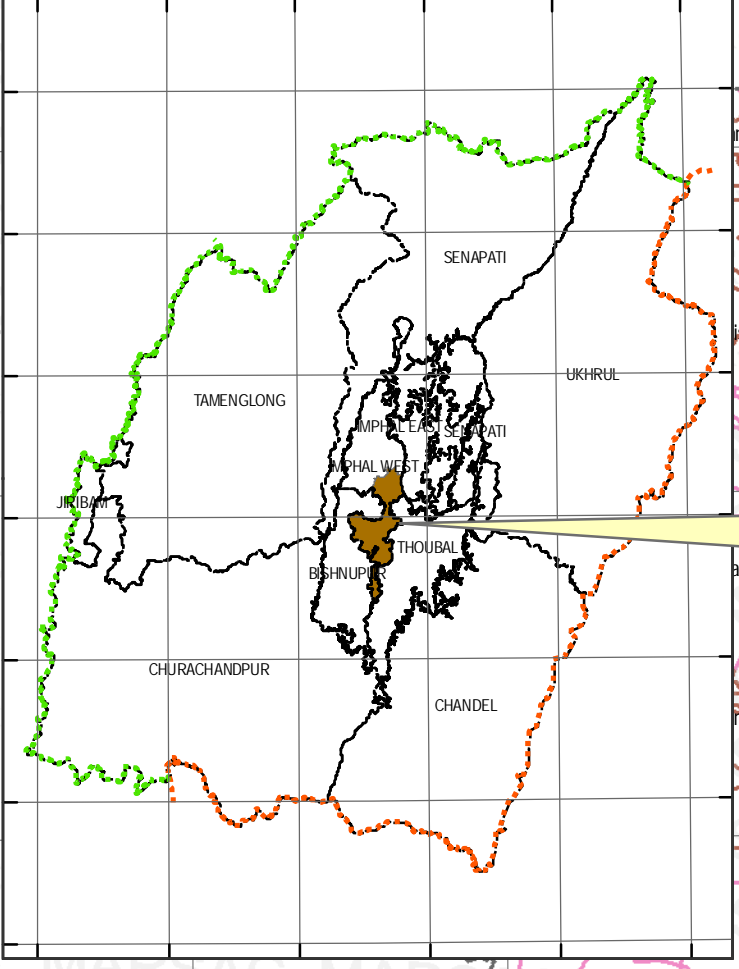 SENAPATI
UKHRUL
TAMENGLONG
IMPHAL EAST
SENAPATI
IMPHAL WEST
JIRIBAM
THOUBAL
BISHNUPUR
CHURACHANDPUR
CHANDEL